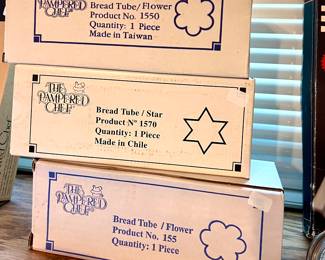 THE
PAMPERED
CHEF
Bread Tube/Flower
Product No. 1550
Quantity: 1 Piece
Made in Taiwan
THE
PAMPERED
CHEF
Bread Tube / Star
Product Nº 1570
Quantity: 1 Piece
Made in Chile
THE
PAMPERED
CHEF
Bread Tube / Flower
Product No. 155
Quantity: 1 Piece